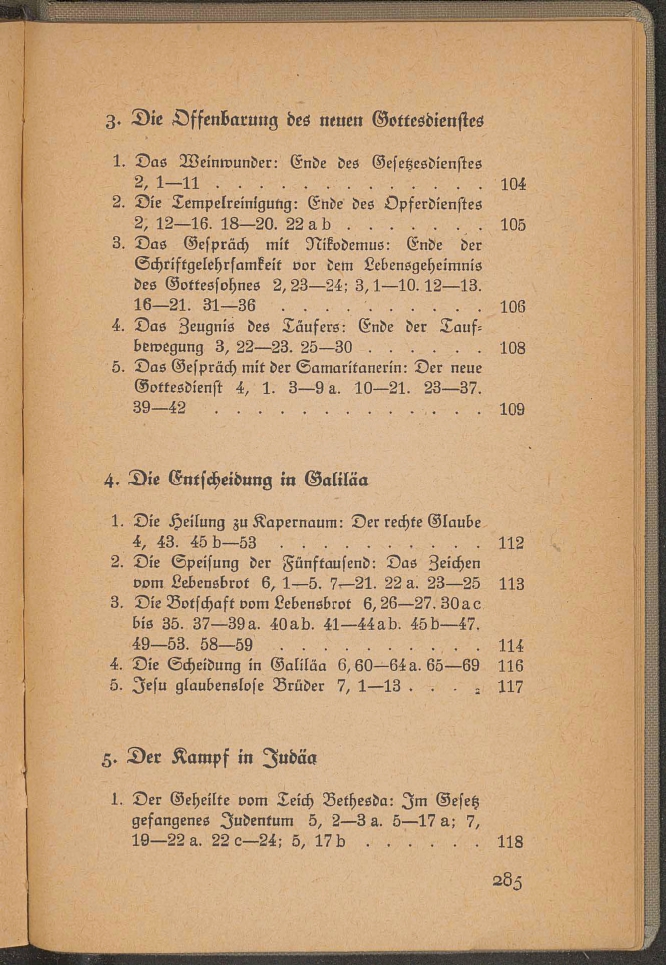 3. Die Offenbarung des neuen Gottesdienstes
1. Das Weinwunder: Ende des Gesetzesdienstes
2, 1—11 . . . . . . . . . . . . . 104
2. Die Tempelreinigung: Ende des Opferdienstes
2, 12—16. 18—20. 22 a b . . . . . . . 105
3. Das Gespräch mit Nikodemus: Ende der
Schriftgelehrsamkeit vor dem Lebensgeheimnis
des Gottessohnes 2, 23—24; 3, 1—10. 12—13.
16—21. 31—36 . . . . . . . . . . 106
4. Das Zeugnis des Täufers: Ende der Tauf-
bewegung 3, 22—23. 25—30 . . . . . . 108
5. Das Gespräch mit der Samaritanerin: Der neue
Gottesdienst 4, 1. 3—9 a. 10—21. 23—37.
39—42 . . . . . . . . . . . . . 109
4. Die Entscheidung in Galiläa
1. Die Heilung zu Kapernaum: Der rechte Glaube
4, 43. 45 b—53 . . . . . . . . . . 112
2. Die Speisung der Fünftausend: Das Zeichen
vom Lebensbrot 6, 1—5. 7—21. 22 a. 23—25 113
3. Die Botschaft vom Lebensbrot 6, 26—27. 30 a c
bis 35. 37—39 a. 40 a b. 41—44 a b. 45 b—47.
49—53. 58—59 . . . . . . . . . . 114
4. Die Scheidung in Galiläa 6, 60—64 a. 65—69 116
5. Jesu glaubenslose Brüder 7, 1—13 . . . . 117
5. Der Kampf in Judäa
1. Der Geheilte vom Teich Bethesda: Im Gesetz
gefangenes Judentum 5, 2—3 a. 5—17 a; 7,
19—22 a. 22 c—24; 5, 17 b . . . . . . 118
285